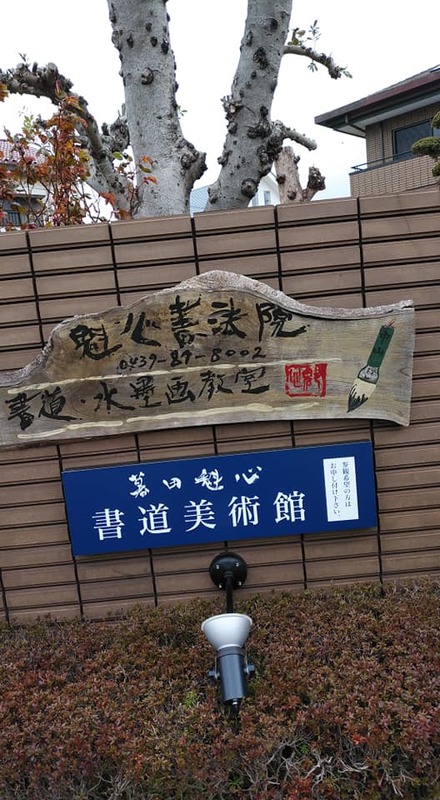 魁心書法院
0439-87-8002
書道・水墨画教室
暮田魁心
書道美術館
参観希望の方は
お申し付け下さい。